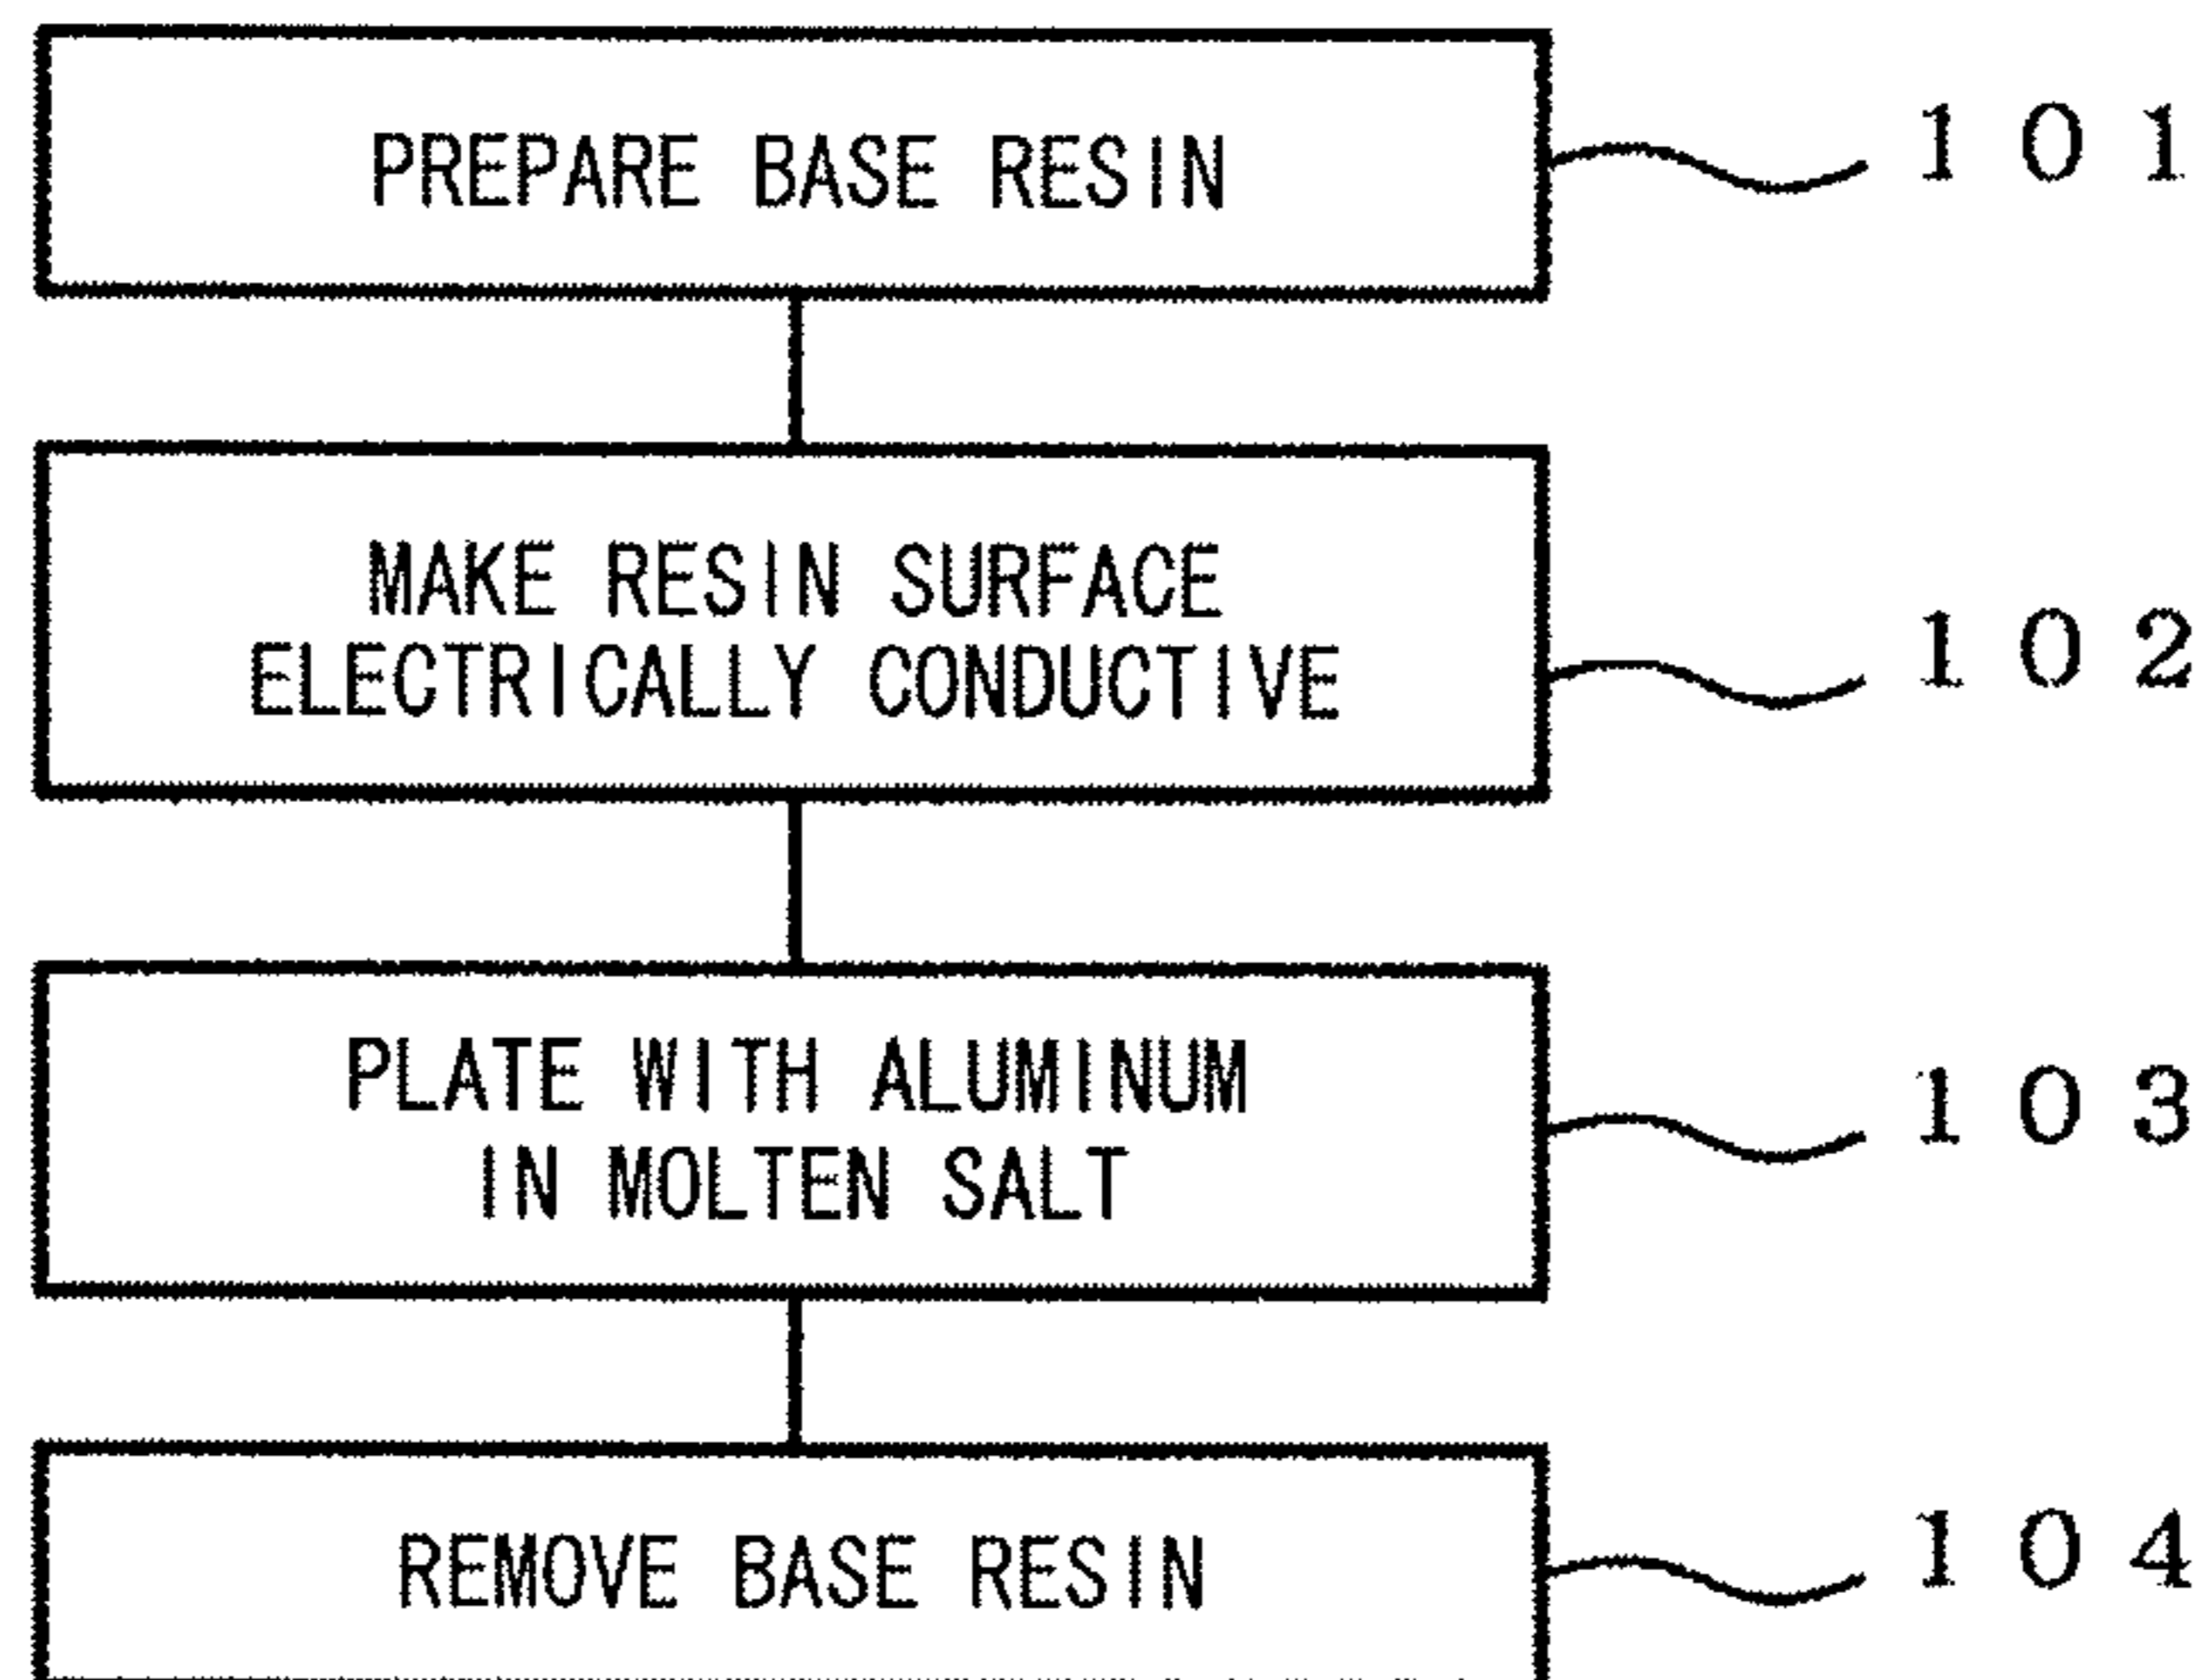 PREPARE BASE RESIN
101
MAKE RESIN SURFACE
ELECTRICALLY CONDUCTIVE
102
PLATE WITH ALUMINUM
IN MOLTEN SALT
103
REMOVE BASE RESIN
104